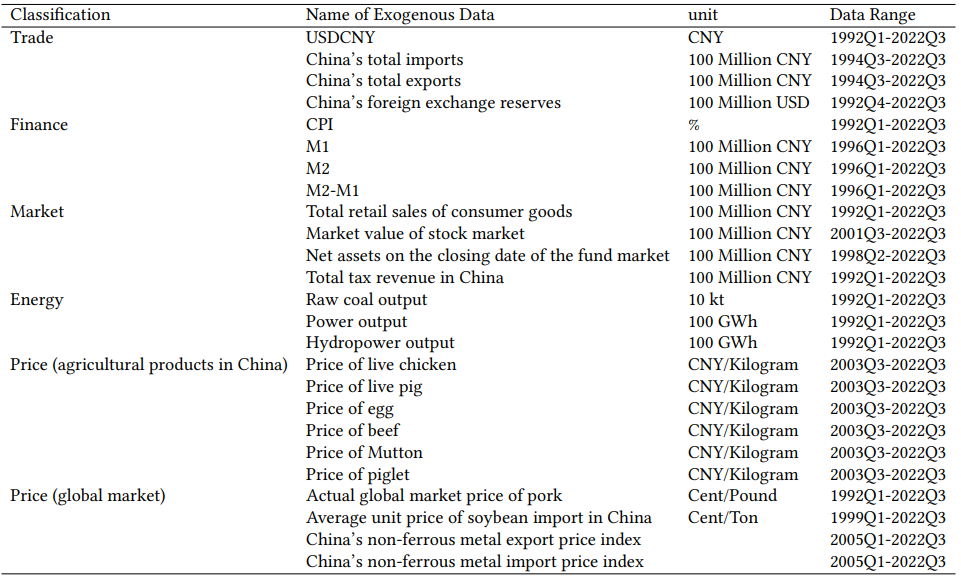 Classification Name of Exogenous Data unit Data Range
Trade USDCNY CNY 1992Q1-2022Q3
China's total imports 100 Million CNY 1994Q3-2022Q3
China's total exports 100 Million CNY 1994Q3-2022Q3
China's foreign exchange reserves 100 Million USD 1992Q4-2022Q3
Finance CPI % 1992Q1-2022Q3
M1 100 Million CNY 1996Q1-2022Q3
M2 100 Million CNY 1996Q1-2022Q3
M2-M1 100 Million CNY 1996Q1-2022Q3
Market Total retail sales of consumer goods 100 Million CNY 1992Q1-2022Q3
Market value of stock market 100 Million CNY 2001Q3-2022Q3
Net assets on the closing date of the fund market 100 Million CNY 1998Q2-2022Q3
Total tax revenue in China 100 Million CNY 1992Q1-2022Q3
Energy Raw coal output 10 kt 1992Q1-2022Q3
Power output 100 GWh 1992Q1-2022Q3
Hydropower output 100 GWh 1992Q1-2022Q3
Price (agricultural products in China) Price of live chicken CNY/Kilogram 2003Q3-2022Q3
Price of live pig CNY/Kilogram 2003Q3-2022Q3
Price of egg CNY/Kilogram 2003Q3-2022Q3
Price of beef CNY/Kilogram 2003Q3-2022Q3
Price of Mutton CNY/Kilogram 2003Q3-2022Q3
Price of piglet CNY/Kilogram 2003Q3-2022Q3
Price (global market) Actual global market price of pork Cent/Pound 1992Q1-2022Q3
Average unit price of soybean import in China Cent/Ton 1999Q1-2022Q3
China's non-ferrous metal export price index 2005Q1-2022Q3
China's non-ferrous metal import price index 2005Q1-2022Q3